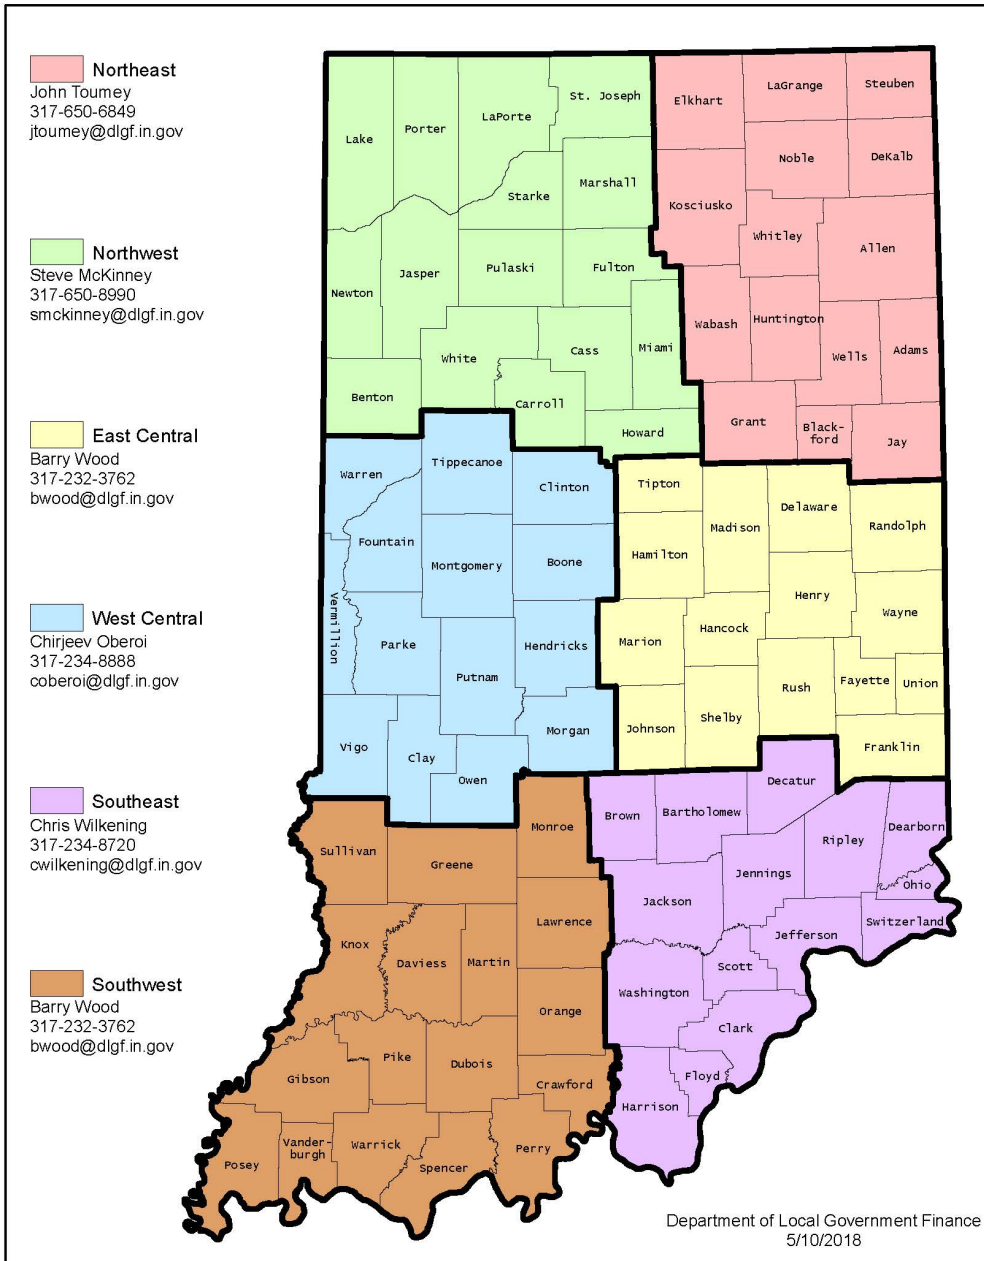 Northeast
John Toumey
317-650-6849
jtoumey@dlgf.in.gov
Northwest
Steve McKinney
317-650-8990
smckinney@dlgf.in.gov
East Central
Barry Wood
317-232-3762
bwood@dlgf.in.gov
West Central
Chirjeev Oberoi
317-234-8888
coberoi@dlgf.in.gov
Southeast
Chris Wilkening
317-234-8720
cwilkening@dlgf.in.gov
Southwest
Barry Wood
317-232-3762
bwood@dlgf.in.gov
Lake
Porter
LaPorte
St. Joseph
Starke
Marshall
Newton
Jasper
Pulaski
Fulton
White
Cass
Miami
Benton
Carroll
Howard
Elkhart
LaGrange
Steuben
Noble
DeKalb
Kosciusko
Whitley
Allen
Wabash
Huntington
Wells
Adams
Grant
Black-
ford
Jay
Warren
Tippecanoe
Clinton
Fountain
Montgomery
Boone
Vermillion
Parke
Putnam
Hendricks
Vigo
Clay
Owen
Morgan
Tipton
Madison
Delaware
Randolph
Hamilton
Henry
Wayne
Marion
Hancock
Rush
Fayette
Union
Johnson
Shelby
Franklin
Sullivan
Greene
Monroe
Knox
Daviess
Martin
Lawrence
Orange
Gibson
Pike
Dubois
Crawford
Posey
Vander-
burgh
Warrick
Spencer
Perry
Brown
Bartholomew
Decatur
Ripley
Dearborn
Jennings
Ohio
Jackson
Jefferson
Switzerland
Washington
Scott
Clark
Floyd
Harrison
Department of Local Government Finance
5/10/2018